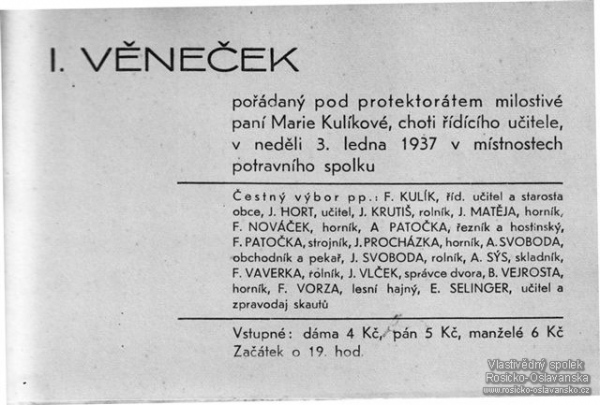 I. VĚNEČEK
pořádaný pod protektorátem milostivé
paní Marie Kulíkové, choti řídícího učitele,
v neděli 3. ledna 1937 v místnostech
potravního spolku
Čestný výbor pp.: F. KULÍK, říd. učitel a starosta
obce, J. HORT, učitel, J. KRUTIŠ, rolník, J. MATĚJA, horník,
F. NOVÁČEK, horník, A PATOČKA, řezník a hostinský,
F. PATOČKA, strojník, J. PROCHÁZKA, horník, A. SVOBODA,
obchodník a pekař, J. SVOBODA, rolník, A. SÝS, skladník,
F. VAVERKA, rolník, J. VLČEK, správce dvora, B. VEJROSTA,
horník, F. VORZA, lesní hajný, E. SELINGER, učitel a
zpravodaj skautů
Vstupné: dáma 4 Kč, pán 5 Kč, manželé 6 Kč
Začátek o 19. hod.
Vlastivědný spolek
Rosicko-Oslavanska
www.rosicko-oslavansko.cz